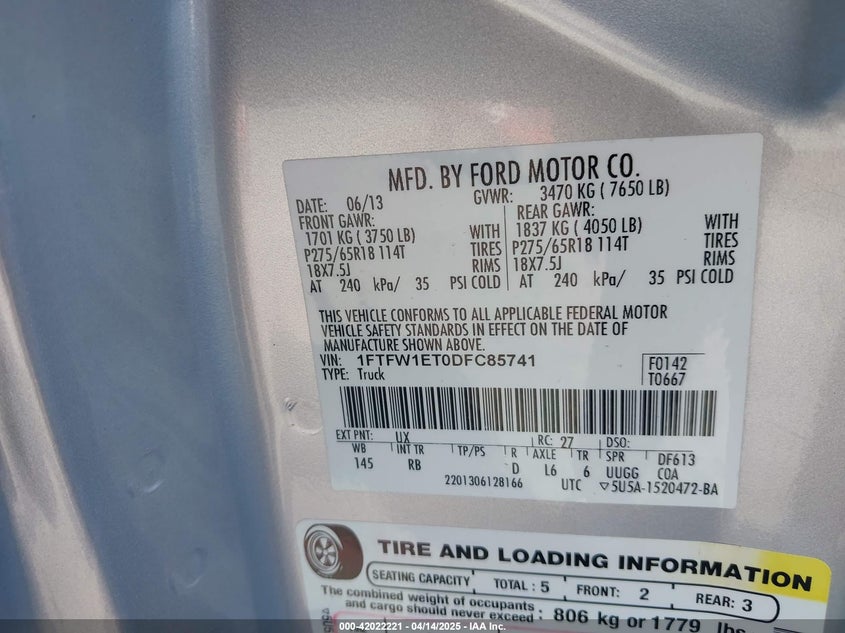 MFD. BY FORD MOTOR CO.
DATE: 06/13 GVWR: 3470 KG ( 7650 LB)
FRONT GAWR: REAR GAWR:
1701 KG ( 3750 LB) WITH 1837 KG ( 4050 LB) WITH
P275/65R18 114T TIRES P275/65R18 114T TIRES
18X7.5J RIMS 18X7.5J RIMS
AT 240 kPa/ 35 PSI COLD AT 240 kPa/ 35 PSI COLD
THIS VEHICLE CONFORMS TO ALL APPLICABLE FEDERAL MOTOR
VEHICLE SAFETY STANDARDS IN EFFECT ON THE DATE OF
MANUFACTURE SHOWN ABOVE.
VIN: 1FTFW1ET0DFC85741 F0142
TYPE: Truck T0667
EXT PNT: UX RC: 27 DSO:
WB INT TR TP/PS R AXLE TR SPR DF613
145 RB D L6 6 UUGG COA
2201306128166 UTC ▽5U5A-1520472-BA
TIRE AND LOADING INFORMATION
SEATING CAPACITY TOTAL : 5 FRONT: 2 REAR: 3
The combined weight of occupants
and cargo should never exceed : 806 kg or 1779 lbs
000-42022221 - 04/14/2025 - IAA Inc.